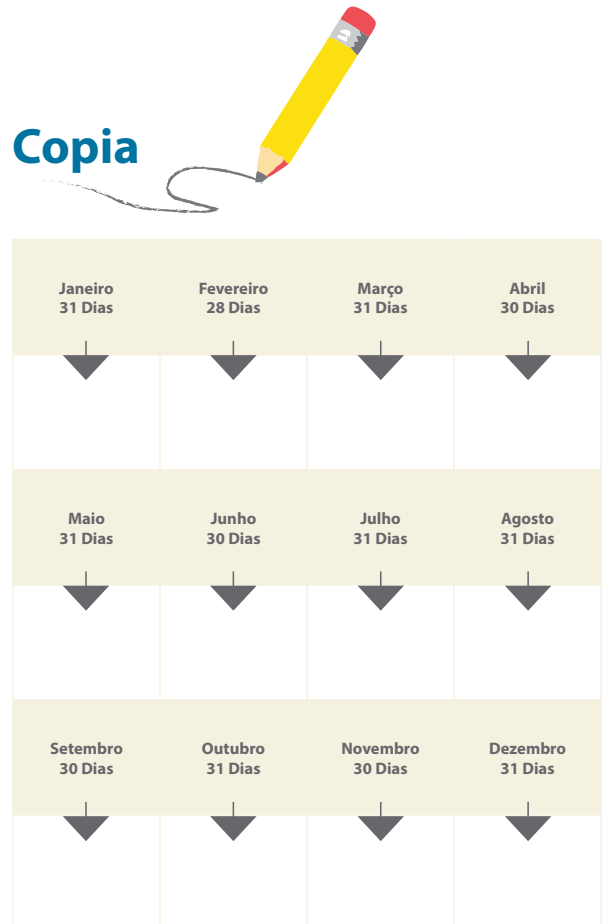 Copia
Janeiro
31 Dias
Fevereiro
28 Dias
Março
31 Dias
Abril
30 Dias
Maio
31 Dias
Junho
30 Dias
Julho
31 Dias
Agosto
31 Dias
Setembro
30 Dias
Outubro
31 Dias
Novembro
30 Dias
Dezembro
31 Dias